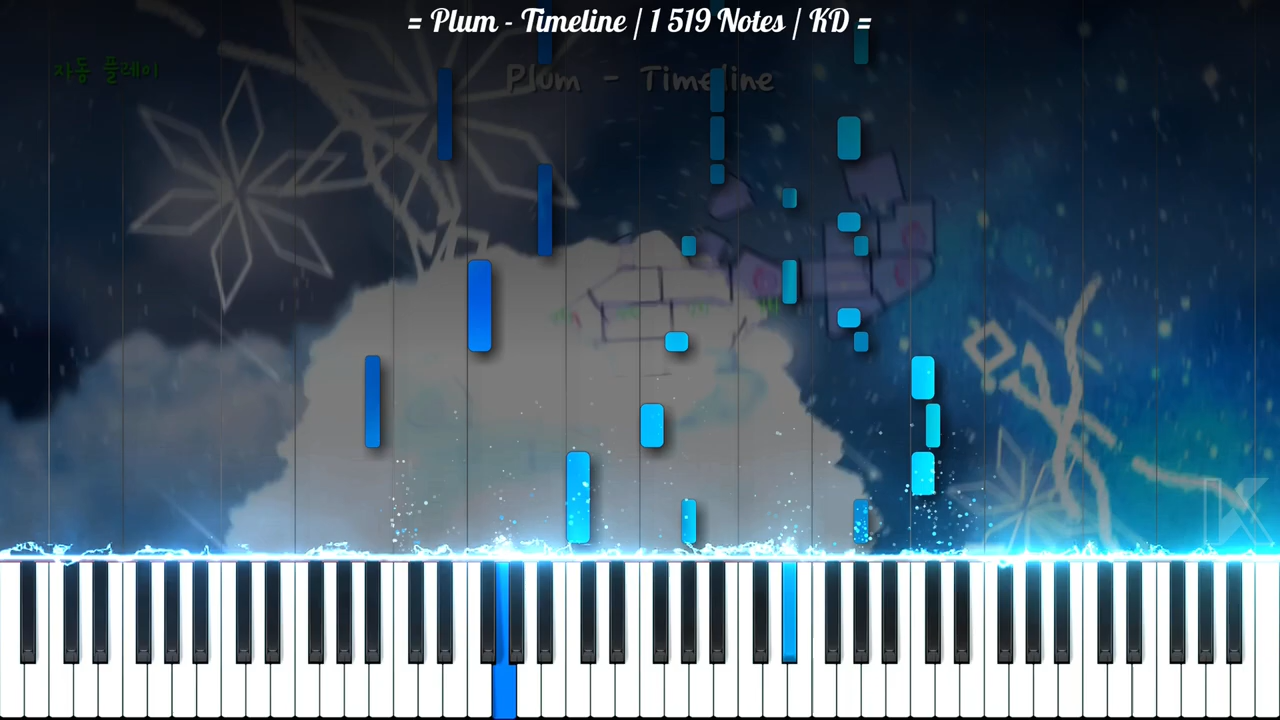 = Plum - Timeline / 1 519 Notes / KD =
자동 플레이
Plum - Timeline
K